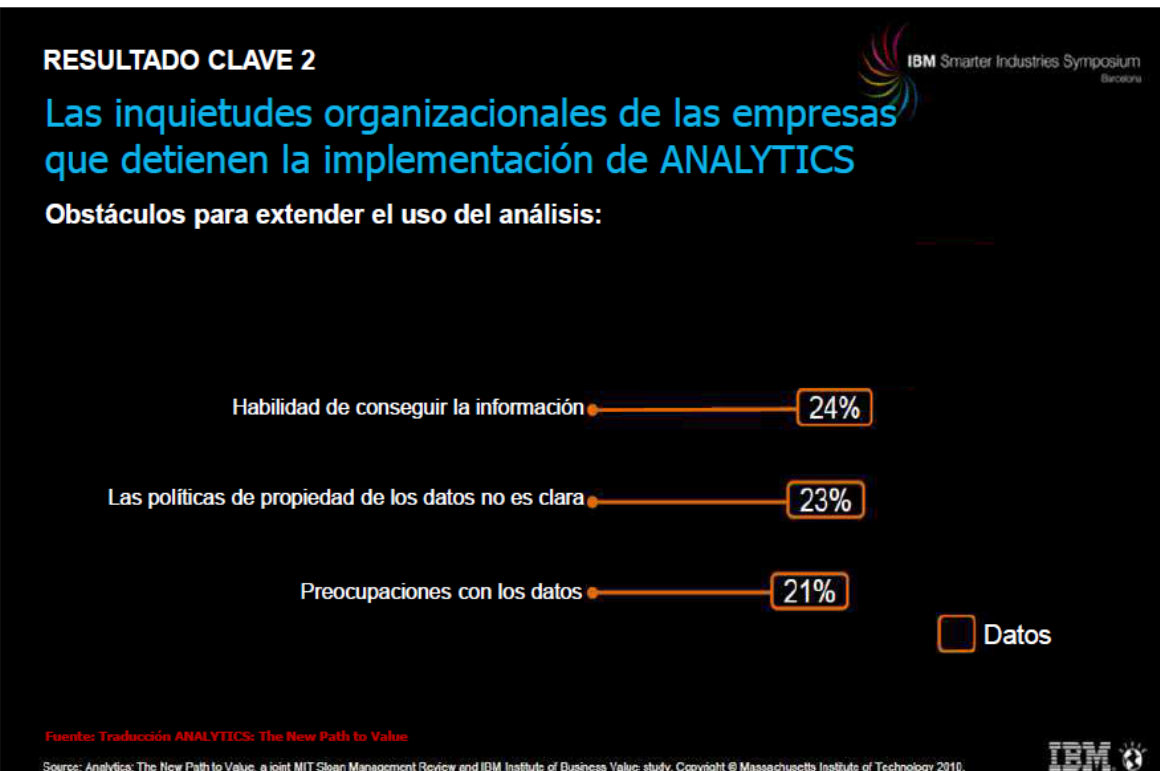 RESULTADO CLAVE 2
IBM Smarter Industries Symposium
Barcelona
Las inquietudes organizacionales de las empresas
que detienen la implementación de ANALYTICS
Obstáculos para extender el uso del análisis:
Habilidad de conseguir la información
24%
Las políticas de propiedad de los datos no es clara
23%
Preocupaciones con los datos
21%
Datos
Fuente: Traducción ANALYTICS: The New Path to Value
Source: Analytics: The New Path to Value, a joint MIT Sloan Management Review and IBM Institute of Business Value study. Copyright © Massachusetts Institute of Technology 2010.
IBM